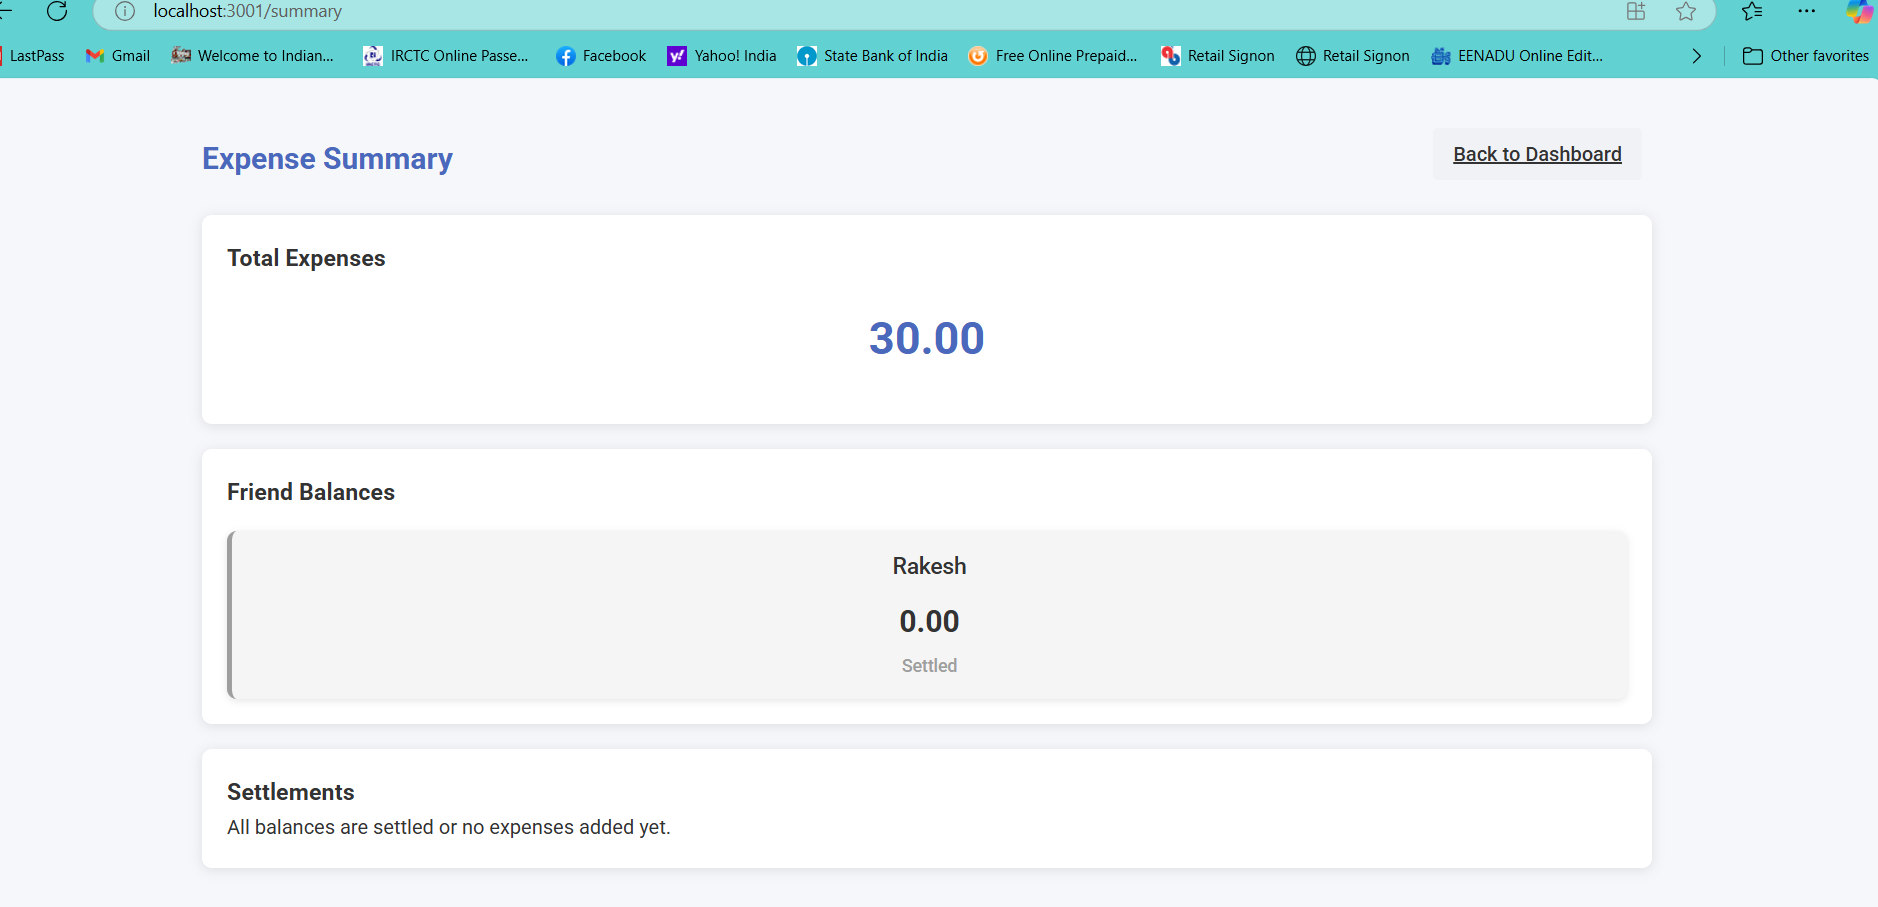 localhost:3001/summary
LastPass Gmail Welcome to Indian... IRCTC Online Passe... Facebook Yahoo! India State Bank of India Free Online Prepaid... Retail Signon Retail Signon EENADU Online Edit... Other favorites
Expense Summary
Back to Dashboard
Total Expenses
30.00
Friend Balances
Rakesh
0.00
Settled
Settlements
All balances are settled or no expenses added yet.